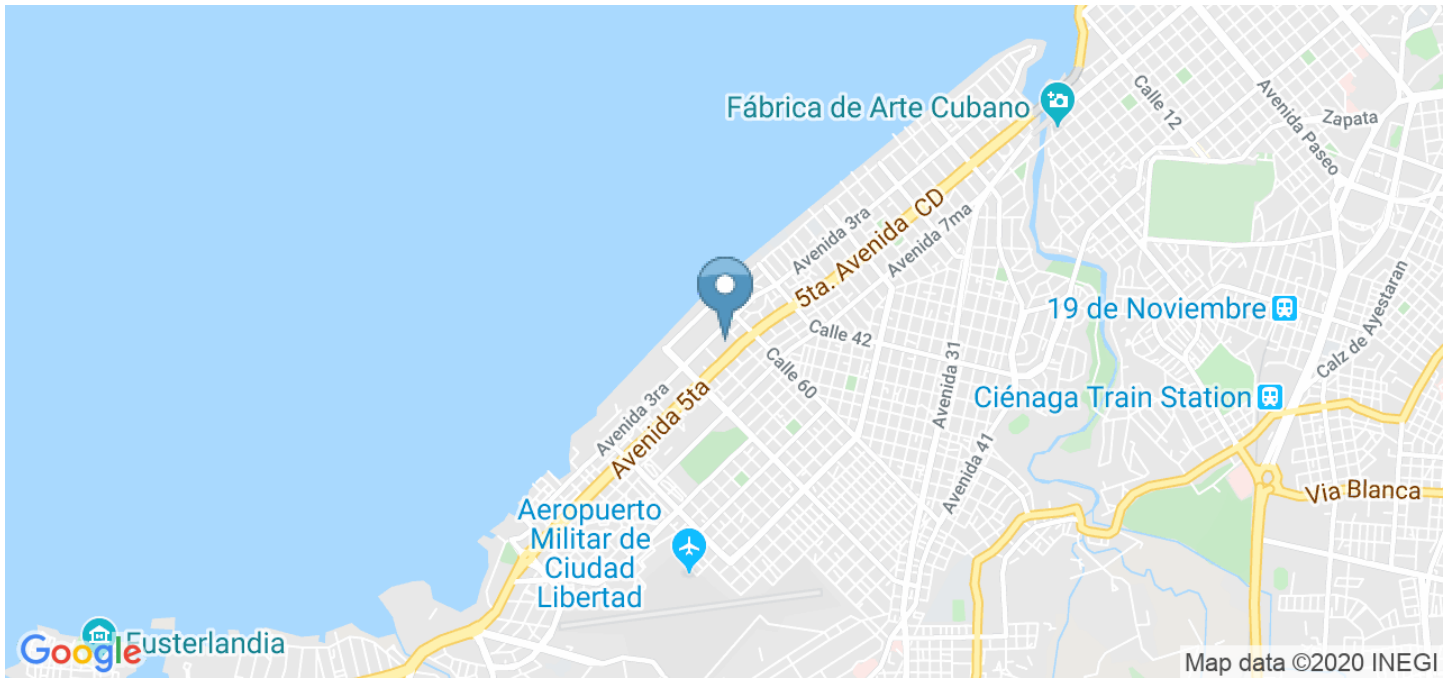 Fábrica de Arte Cubano
Calle 12
Avenida Paseo
Zapata
Avenida 3ra
5ta. Avenida CD
Avenida 7ma
19 de Noviembre
Calle 42
Calz de Ayestaran
Calle 60
Avenida 31
Ciénaga Train Station
Avenida 3ra
Avenida 5ta
Avenida 41
Via Blanca
Aeropuerto
Militar de
Ciudad
Libertad
Fusterlandia
Google
Map data ©2020 INEGI